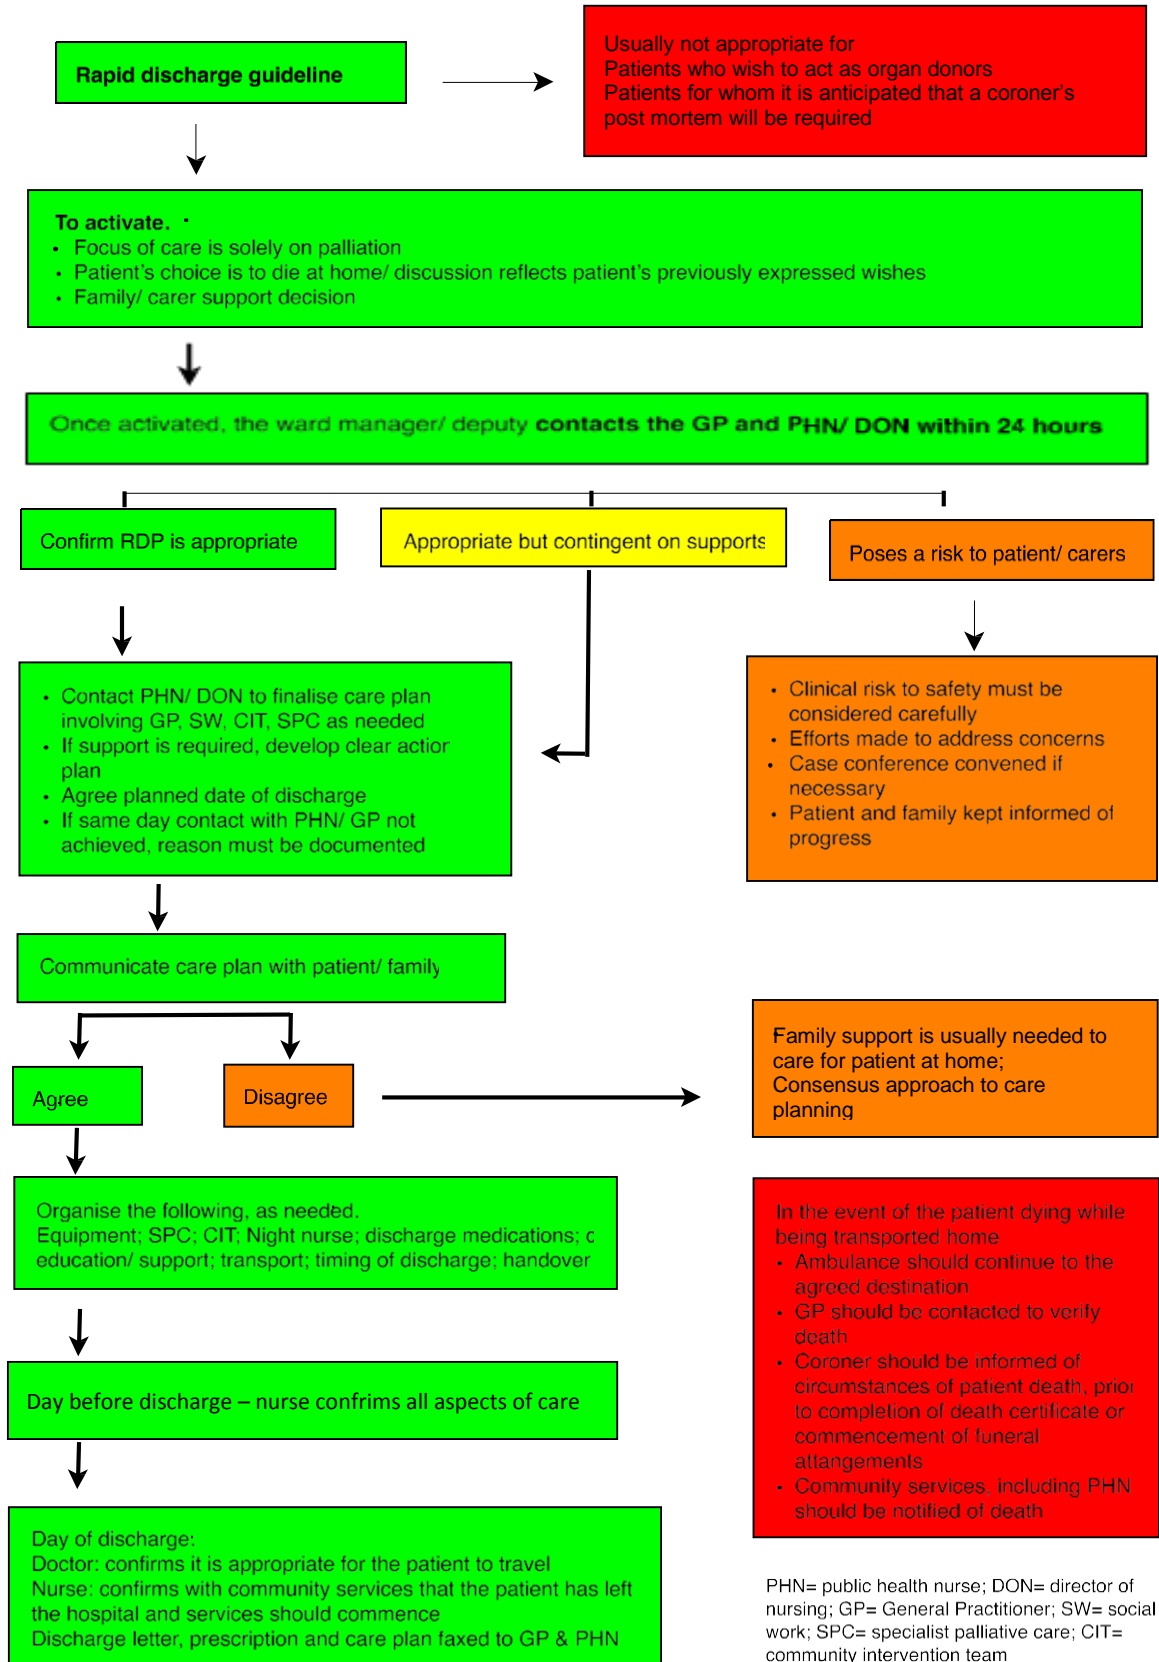 Rapid discharge guideline
Usually not appropriate for
Patients who wish to act as organ donors
Patients for whom it is anticipated that a coroner's
post mortem will be required
To activate.
• Focus of care is solely on palliation
• Patient's choice is to die at home/ discussion reflects patient's previously expressed wishes
• Family/ carer support decision
Once activated, the ward manager/ deputy contacts the GP and PHN/ DON within 24 hours
Confirm RDP is appropriate
Appropriate but contingent on supports
Poses a risk to patient/ carers
• Contact PHN/ DON to finalise care plan
involving GP, SW, CIT, SPC as needed
• If support is required, develop clear action
plan
• Agree planned date of discharge
• If same day contact with PHN/ GP not
achieved, reason must be documented
• Clinical risk to safety must be
considered carefully
• Efforts made to address concerns
• Case conference convened if
necessary
• Patient and family kept informed of
progress
Communicate care plan with patient/ family
Agree
Disagree
Family support is usually needed to
care for patient at home;
Consensus approach to care
planning
Organise the following, as needed.
Equipment; SPC; CIT; Night nurse; discharge medications; c
education/ support; transport; timing of discharge; handover
Day before discharge – nurse confrims all aspects of care
Day of discharge:
Doctor: confirms it is appropriate for the patient to travel
Nurse: confirms with community services that the patient has left
the hospital and services should commence
Discharge letter, prescription and care plan faxed to GP & PHN
In the event of the patient dying while
being transported home
• Ambulance should continue to the
agreed destination
• GP should be contacted to verify
death
• Coroner should be informed of
circumstances of patient death, prior
to completion of death certificate or
commencement of funeral
attangements
• Community services, including PHN
should be notified of death
PHN= public health nurse; DON= director of
nursing; GP= General Practitioner; SW= social
work; SPC= specialist palliative care; CIT=
community intervention team